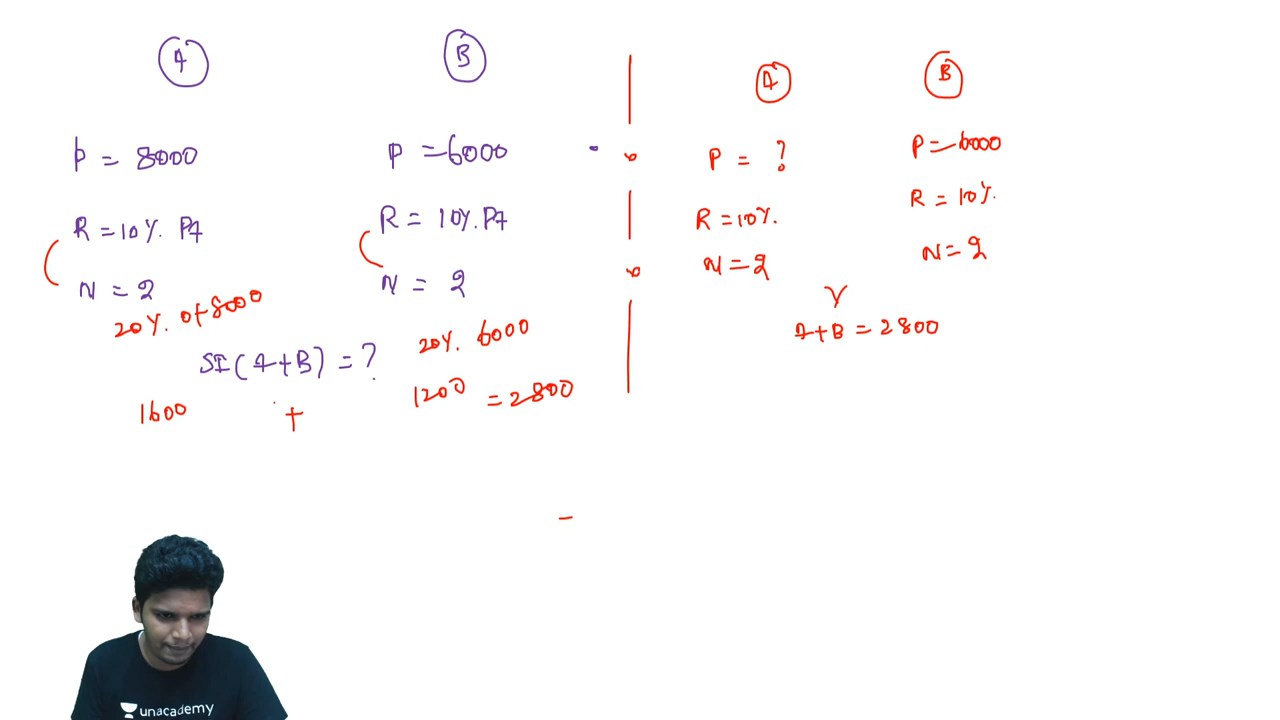 A
P = 8000
R = 10%. PA
N = 2
20%. of 8000
B
P = 6000
R = 10%. PA
N = 2
20%. 6000
SI (A+B) = ?
1600 + 1200 = 2800
A
P = ?
R = 10%.
N = 2
B
P = 6000
R = 10%.
N = 2
A+B = 2800
unacademy